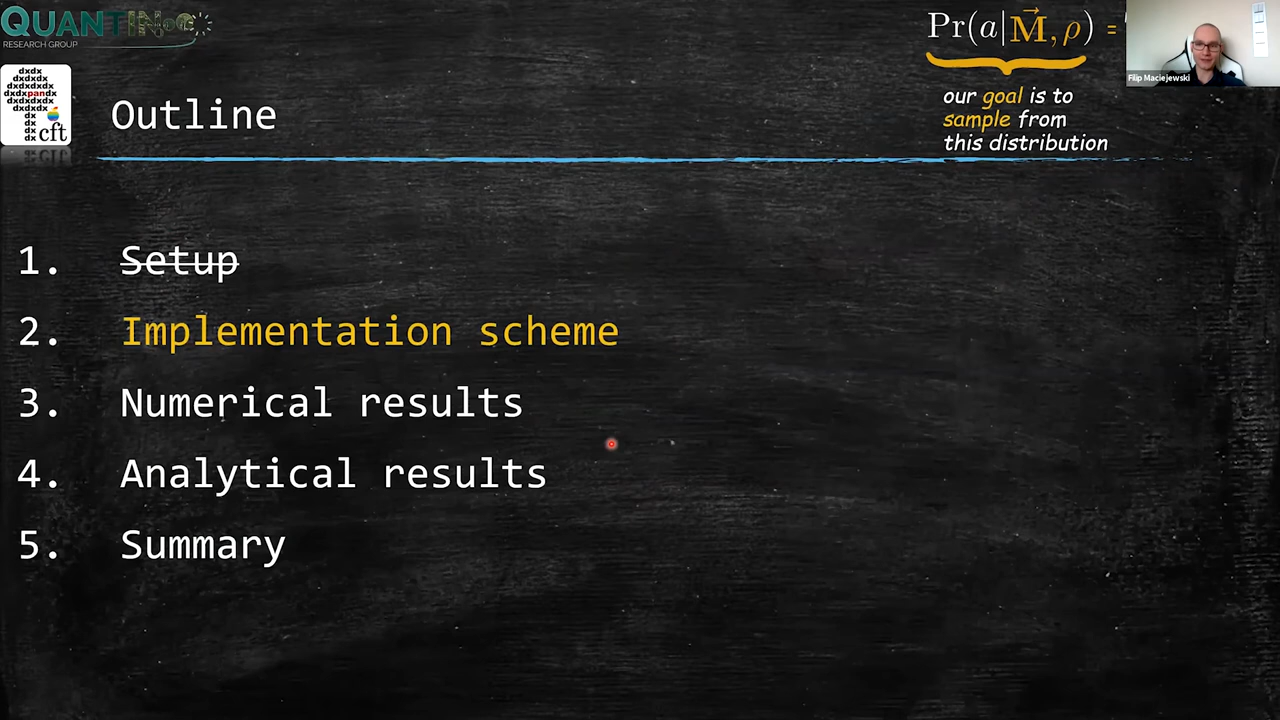 QUANTIN
RESEARCH GROUP
dxdx
dxdxdx
dxdxdxdx
dxdxpandx
dxdxdxdx
dxdxdx
dx
dx
dx cft
Outline
Pr(a|M⃗, ρ) =
our goal is to
sample from
this distribution
Filip Maciejewski
1. Setup
2. Implementation scheme
3. Numerical results
4. Analytical results
5. Summary